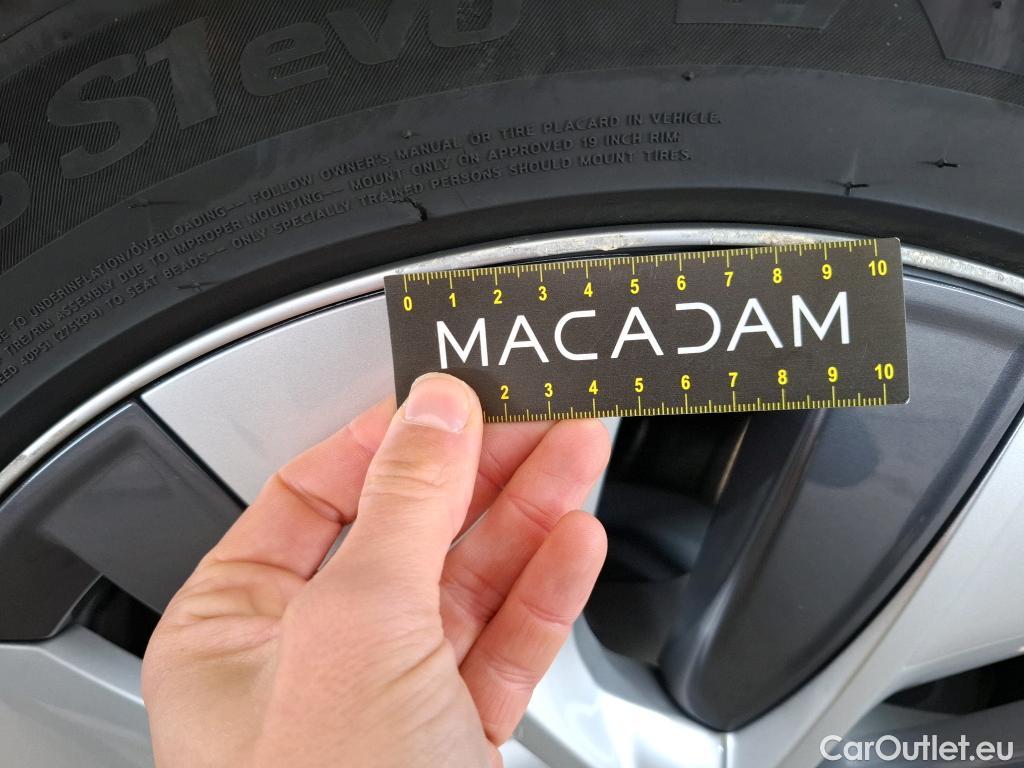 S1 evo
FOLLOW OWNER'S MANUAL OR TIRE PLACARD IN VEHICLE.
E TO UNDERINFLATION/OVERLOADING-- MOUNT ONLY ON APPROVED 19 INCH RIM.
TIRE/RIM ASSEMBLY DUE TO IMPROPER MOUNTING-- ONLY SPECIALLY TRAINED PERSONS SHOULD MOUNT TIRES.
EED 40PSI (275kPa) TO SEAT BEADS--
0 1 2 3 4 5 6 7 8 9 10
MACADAM
2 3 4 5 6 7 8 9 10
CarOutlet.eu